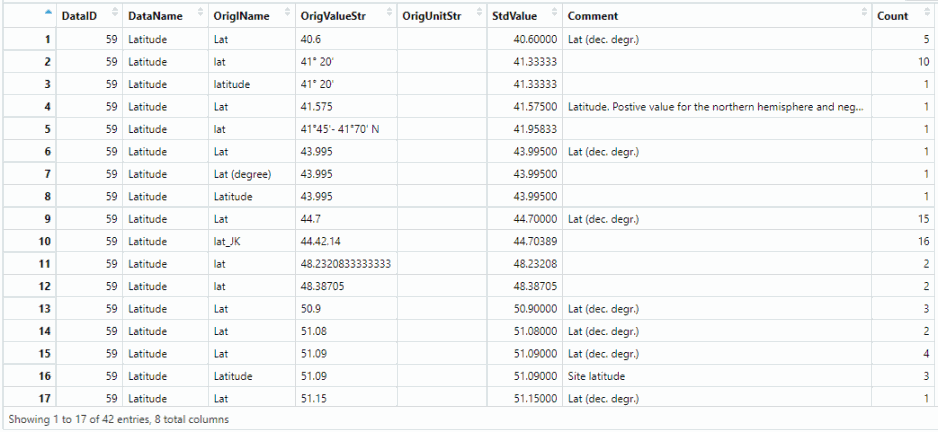 DataID DataName OriglName OrigValueStr OrigUnitStr StdValue Comment Count
1 59 Latitude Lat 40.6 40.60000 Lat (dec. degr.) 5
2 59 Latitude lat 41° 20' 41.33333 10
3 59 Latitude latitude 41° 20' 41.33333 1
4 59 Latitude Lat 41.575 41.57500 Latitude. Postive value for the northern hemisphere and neg... 1
5 59 Latitude lat 41°45'- 41°70' N 41.95833 1
6 59 Latitude Lat 43.995 43.99500 Lat (dec. degr.) 1
7 59 Latitude Lat (degree) 43.995 43.99500 1
8 59 Latitude Latitude 43.995 43.99500 1
9 59 Latitude Lat 44.7 44.70000 Lat (dec. degr.) 15
10 59 Latitude lat_JK 44.42.14 44.70389 16
11 59 Latitude lat 48.2320833333333 48.23208 2
12 59 Latitude lat 48.38705 48.38705 2
13 59 Latitude Lat 50.9 50.90000 Lat (dec. degr.) 3
14 59 Latitude Lat 51.08 51.08000 Lat (dec. degr.) 2
15 59 Latitude Lat 51.09 51.09000 Lat (dec. degr.) 4
16 59 Latitude Latitude 51.09 51.09000 Site latitude 3
17 59 Latitude Lat 51.15 51.15000 Lat (dec. degr.) 1
Showing 1 to 17 of 42 entries, 8 total columns